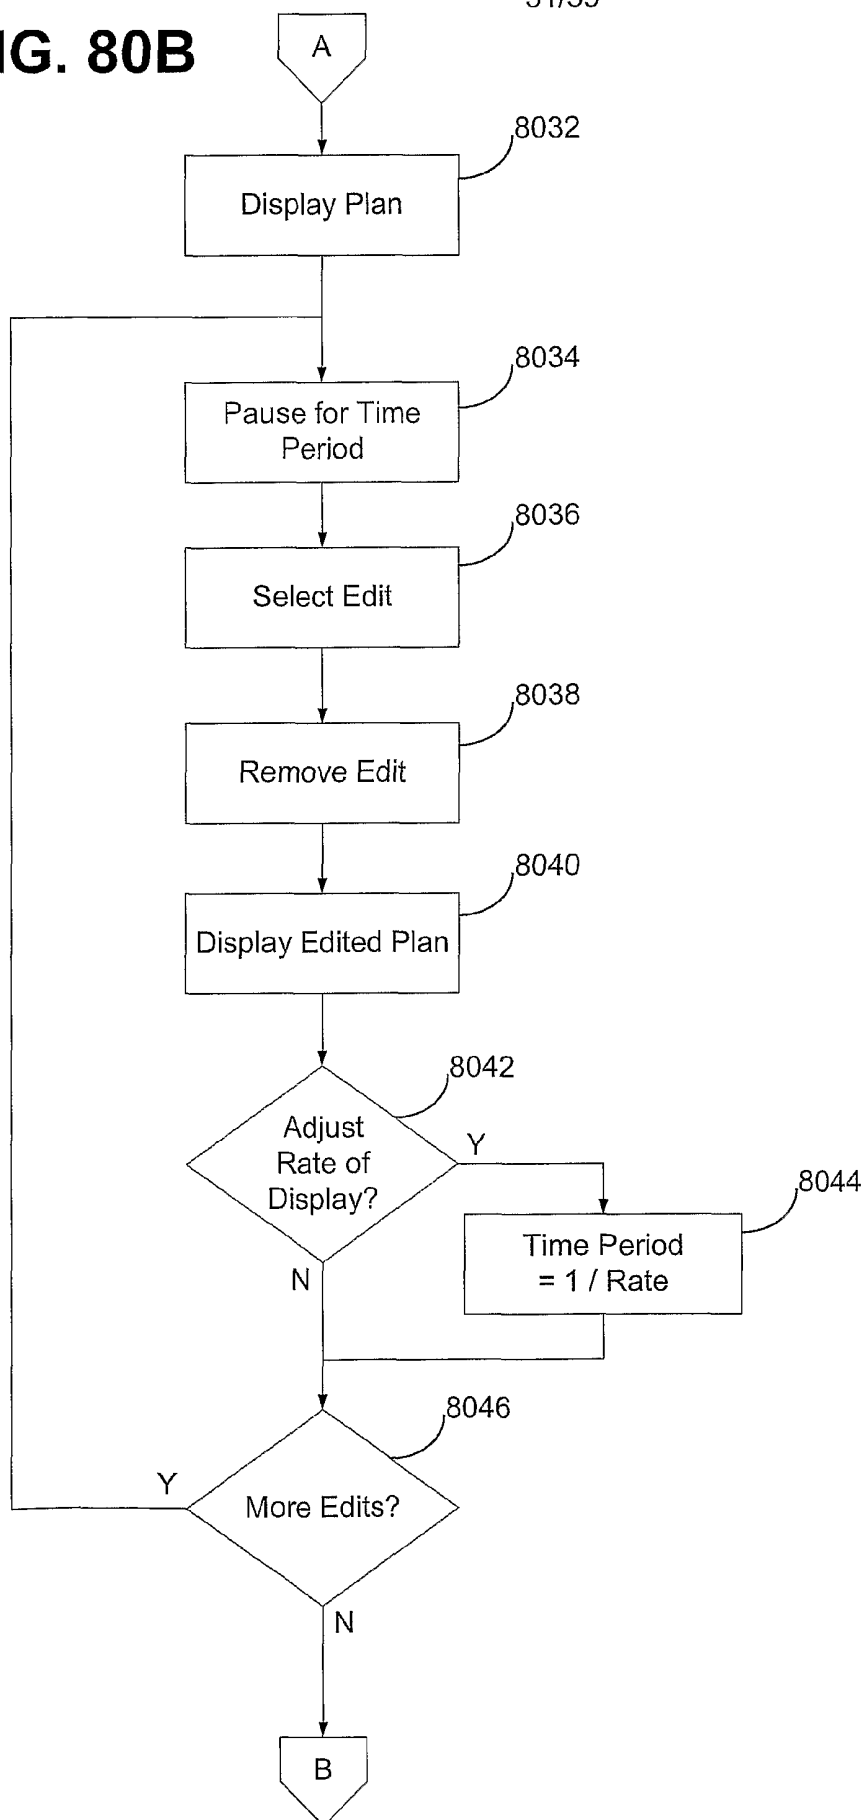 IG. 80B
A
8032
Display Plan
8034
Pause for Time
Period
8036
Select Edit
8038
Remove Edit
8040
Display Edited Plan
8042
Adjust
Rate of
Display?
Y
8044
Time Period
= 1 / Rate
N
8046
More Edits?
Y
N
B